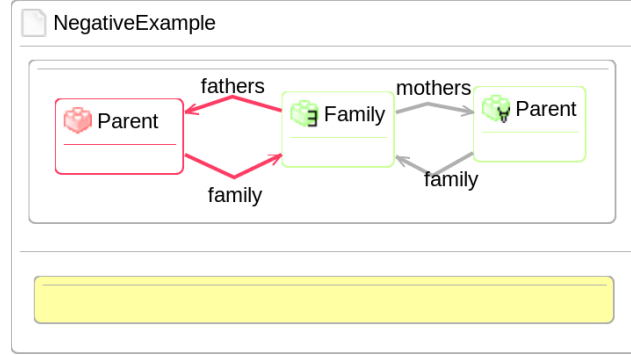 NegativeExample
fathers
mothers
Parent
Family
Parent
family
family